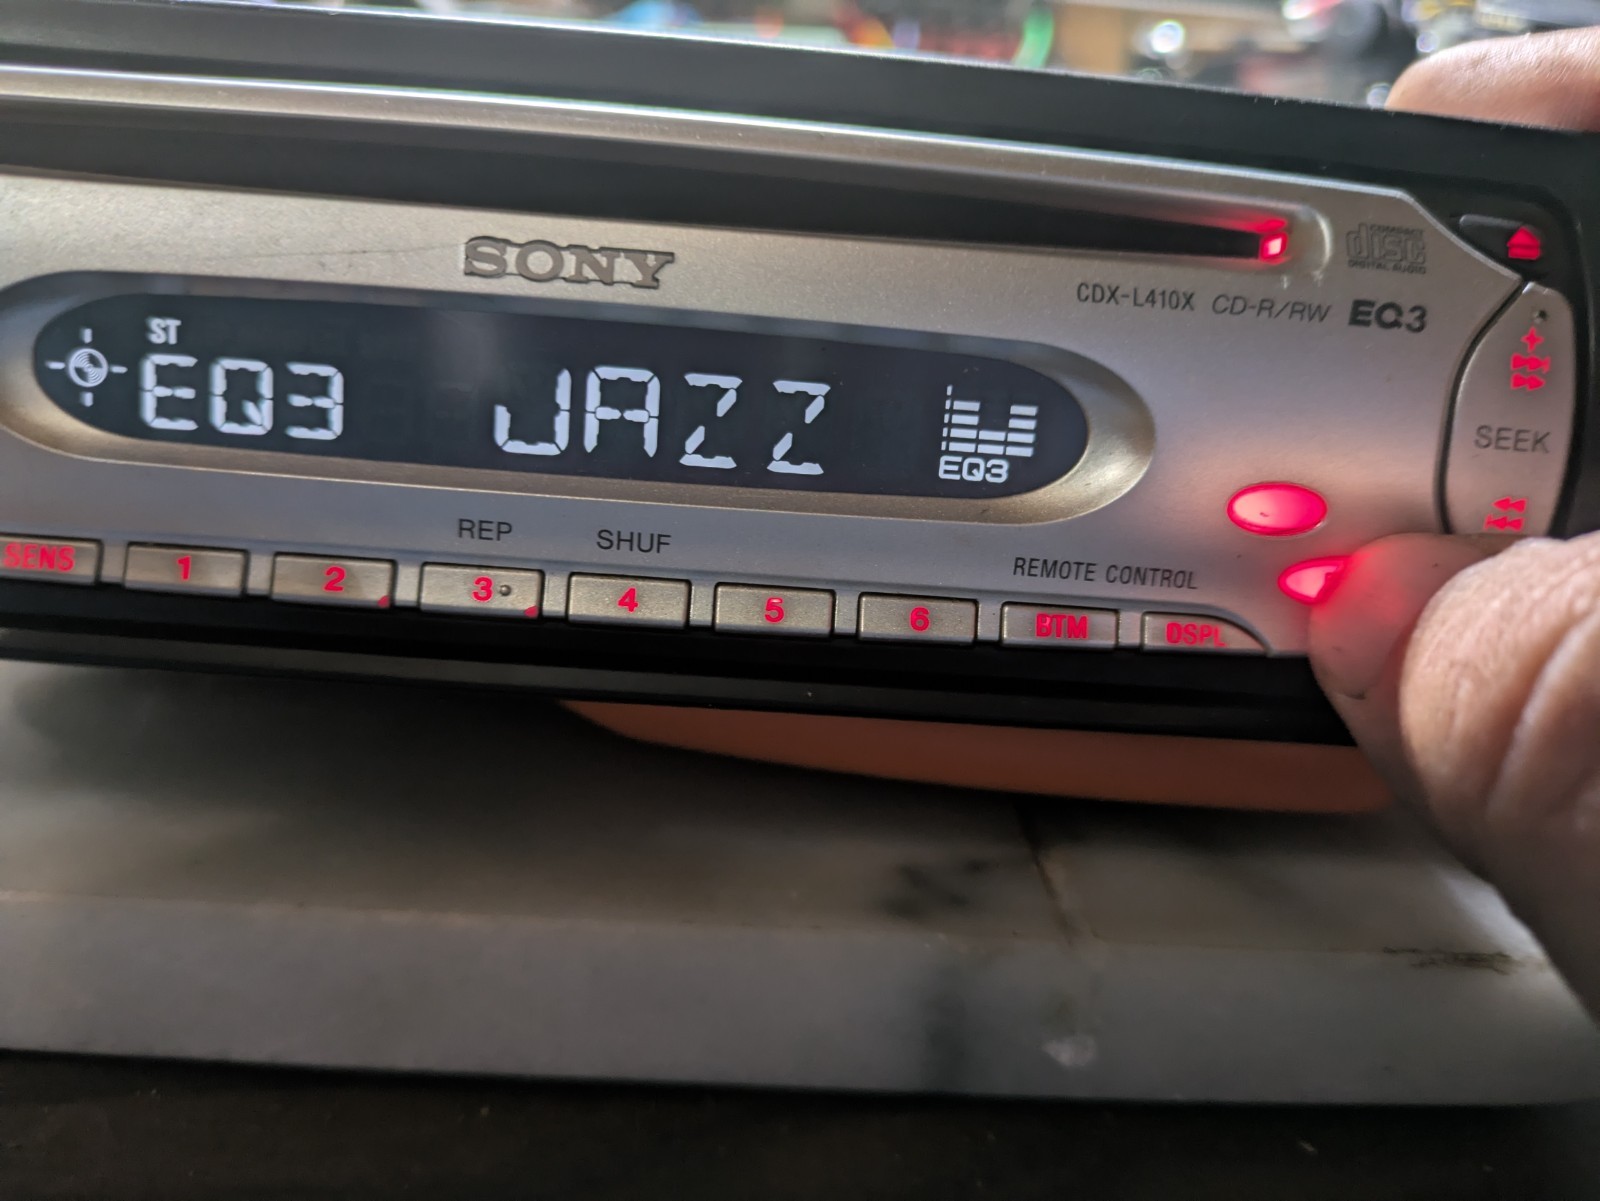 SONY
COMPACT
disc
DIGITAL AUDIO
CDX-L410X CD-R/RW EQ3
ST
EQ3 JAZZ
EQ3
SEEK
REP SHUF
REMOTE CONTROL
SENS 1 2 3 4 5 6 BTM DSPL